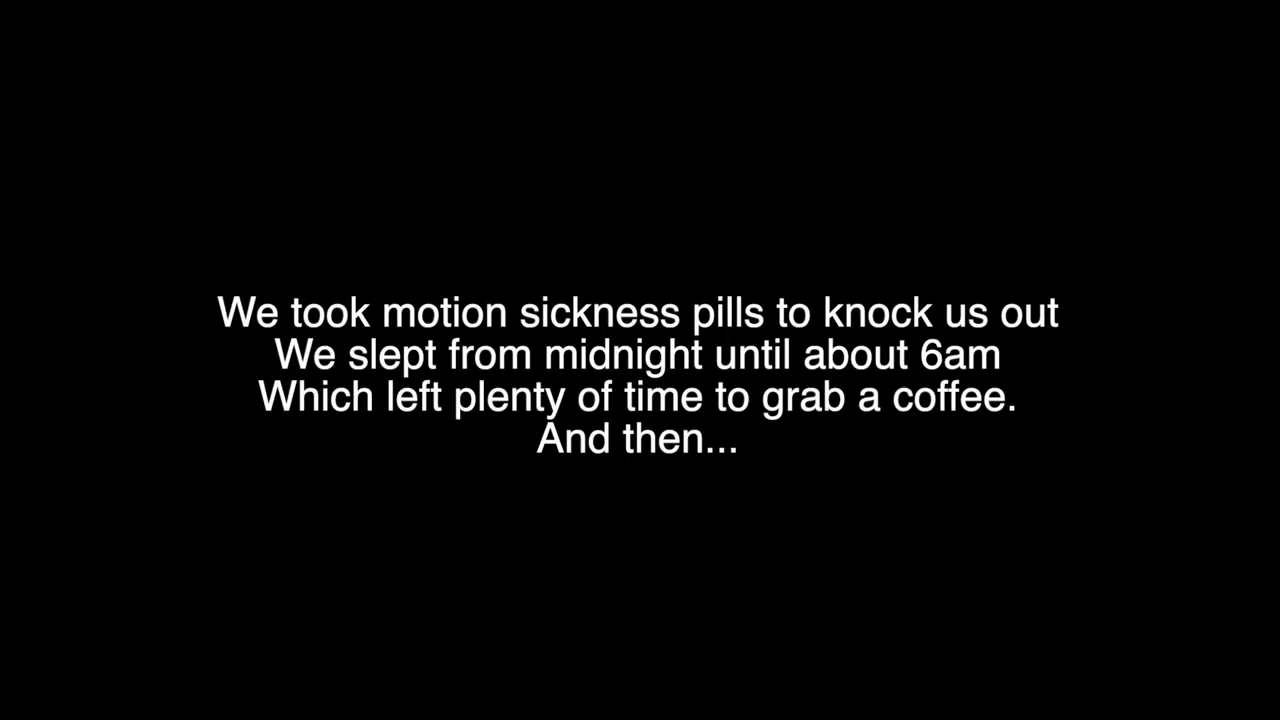 We took motion sickness pills to knock us out
We slept from midnight until about 6am
Which left plenty of time to grab a coffee.
And then...